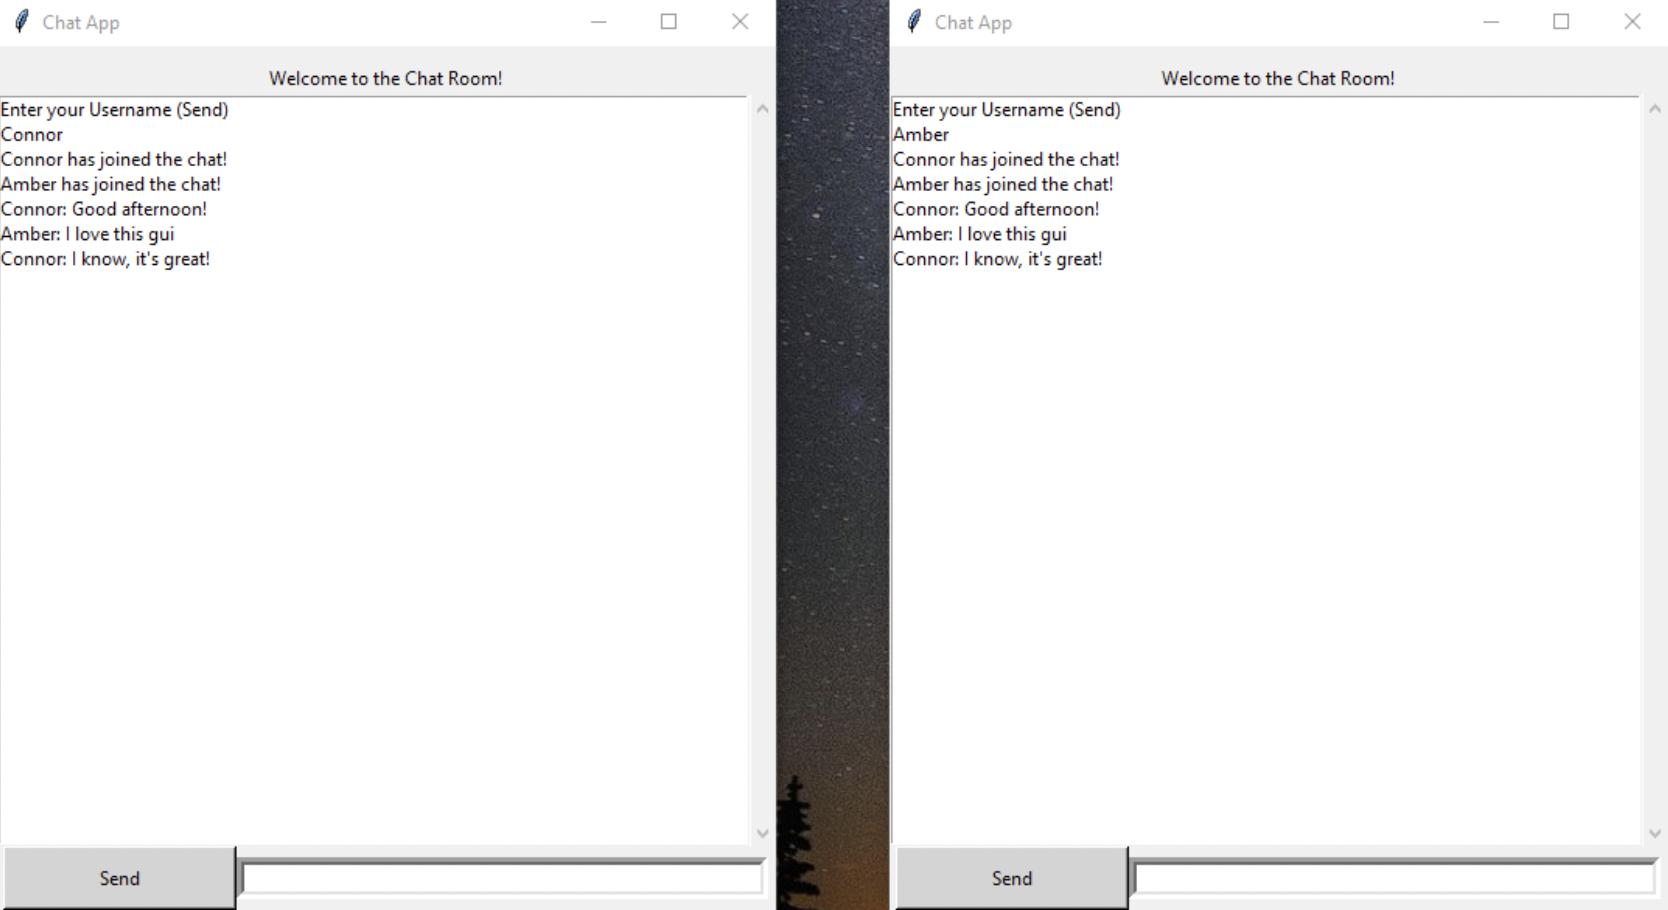 Chat App
Welcome to the Chat Room!
Enter your Username (Send)
Connor
Connor has joined the chat!
Amber has joined the chat!
Connor: Good afternoon!
Amber: I love this gui
Connor: I know, it's great!
Send
Chat App
Welcome to the Chat Room!
Enter your Username (Send)
Amber
Connor has joined the chat!
Amber has joined the chat!
Connor: Good afternoon!
Amber: I love this gui
Connor: I know, it's great!
Send